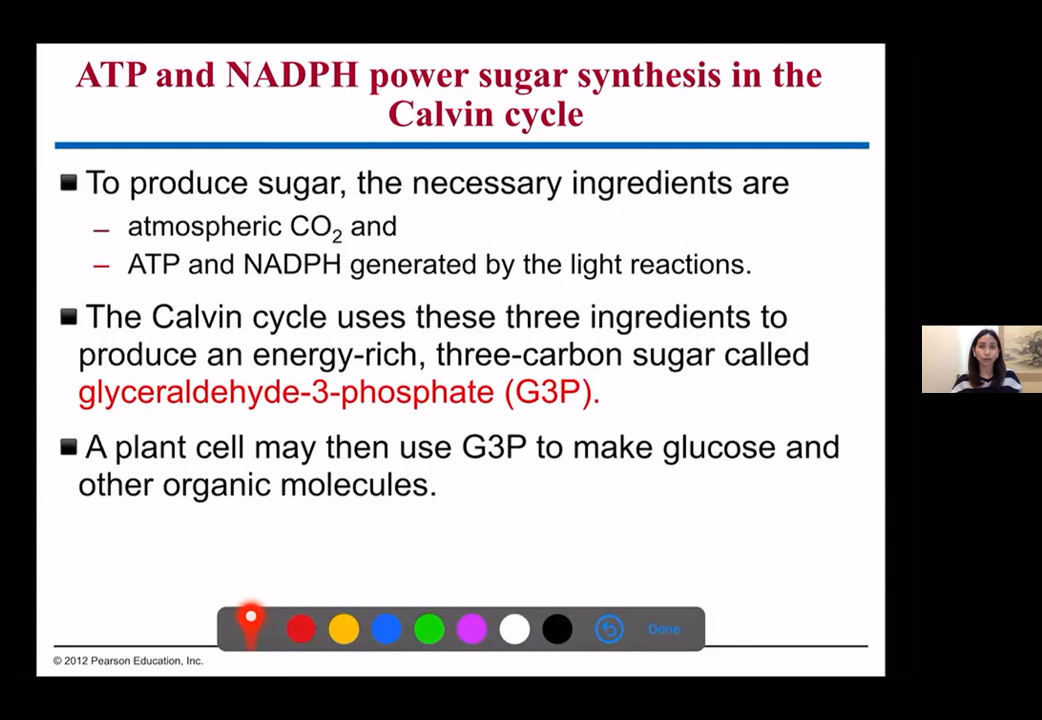 ATP and NADPH power sugar synthesis in the
Calvin cycle
To produce sugar, the necessary ingredients are
– atmospheric CO₂ and
– ATP and NADPH generated by the light reactions.
The Calvin cycle uses these three ingredients to
produce an energy-rich, three-carbon sugar called
glyceraldehyde-3-phosphate (G3P).
A plant cell may then use G3P to make glucose and
other organic molecules.
Done
© 2012 Pearson Education, Inc.